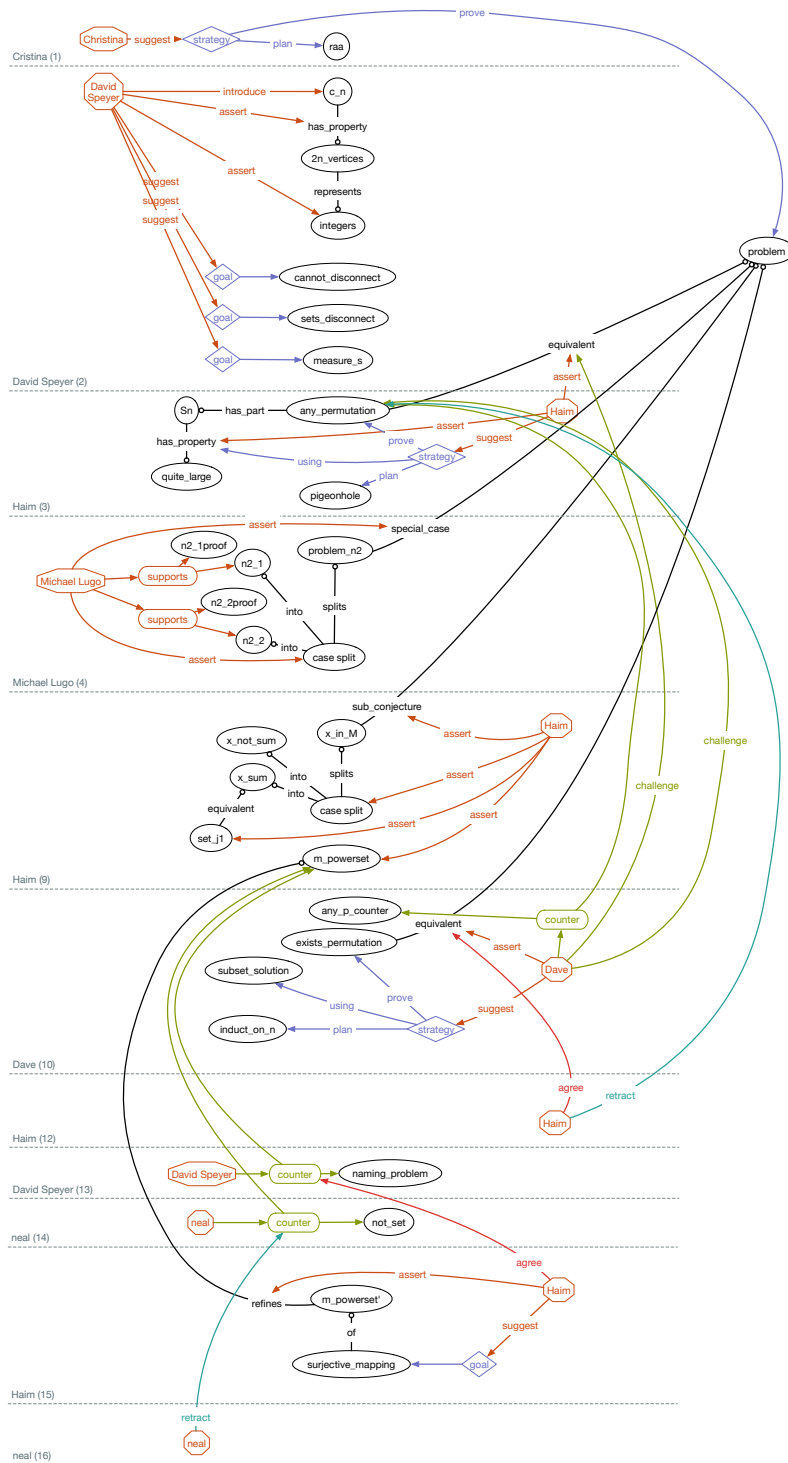 prove
Christina
suggest
strategy
plan
raa
Cristina (1)
David
Speyer
introduce
c_n
assert
has_property
2n_vertices
assert
suggest
represents
suggest
suggest
integers
problem
goal
cannot_disconnect
goal
sets_disconnect
equivalent
goal
measure_s
assert
David Speyer (2)
Sn
has_part
any_permutation
Haim
assert
has_property
prove
suggest
using
strategy
quite_large
plan
pigeonhole
Haim (3)
assert
special_case
n2_1proof
problem_n2
n2_1
Michael Lugo
supports
n2_2proof
into
splits
supports
n2_2
into
assert
case split
Michael Lugo (4)
sub_conjecture
Haim
x_not_sum
x_in_M
assert
challenge
x_sum
into
splits
assert
into
challenge
equivalent
case split
set_j1
assert
assert
m_powerset
Haim (9)
any_p_counter
counter
equivalent
exists_permutation
assert
subset_solution
Dave
prove
using
suggest
induct_on_n
plan
strategy
Dave (10)
agree
retract
Haim
Haim (12)
David Speyer
counter
naming_problem
David Speyer (13)
neal
counter
not_set
neal (14)
agree
assert
Haim
refines
m_powerset'
suggest
of
surjective_mapping
goal
Haim (15)
retract
neal
neal (16)